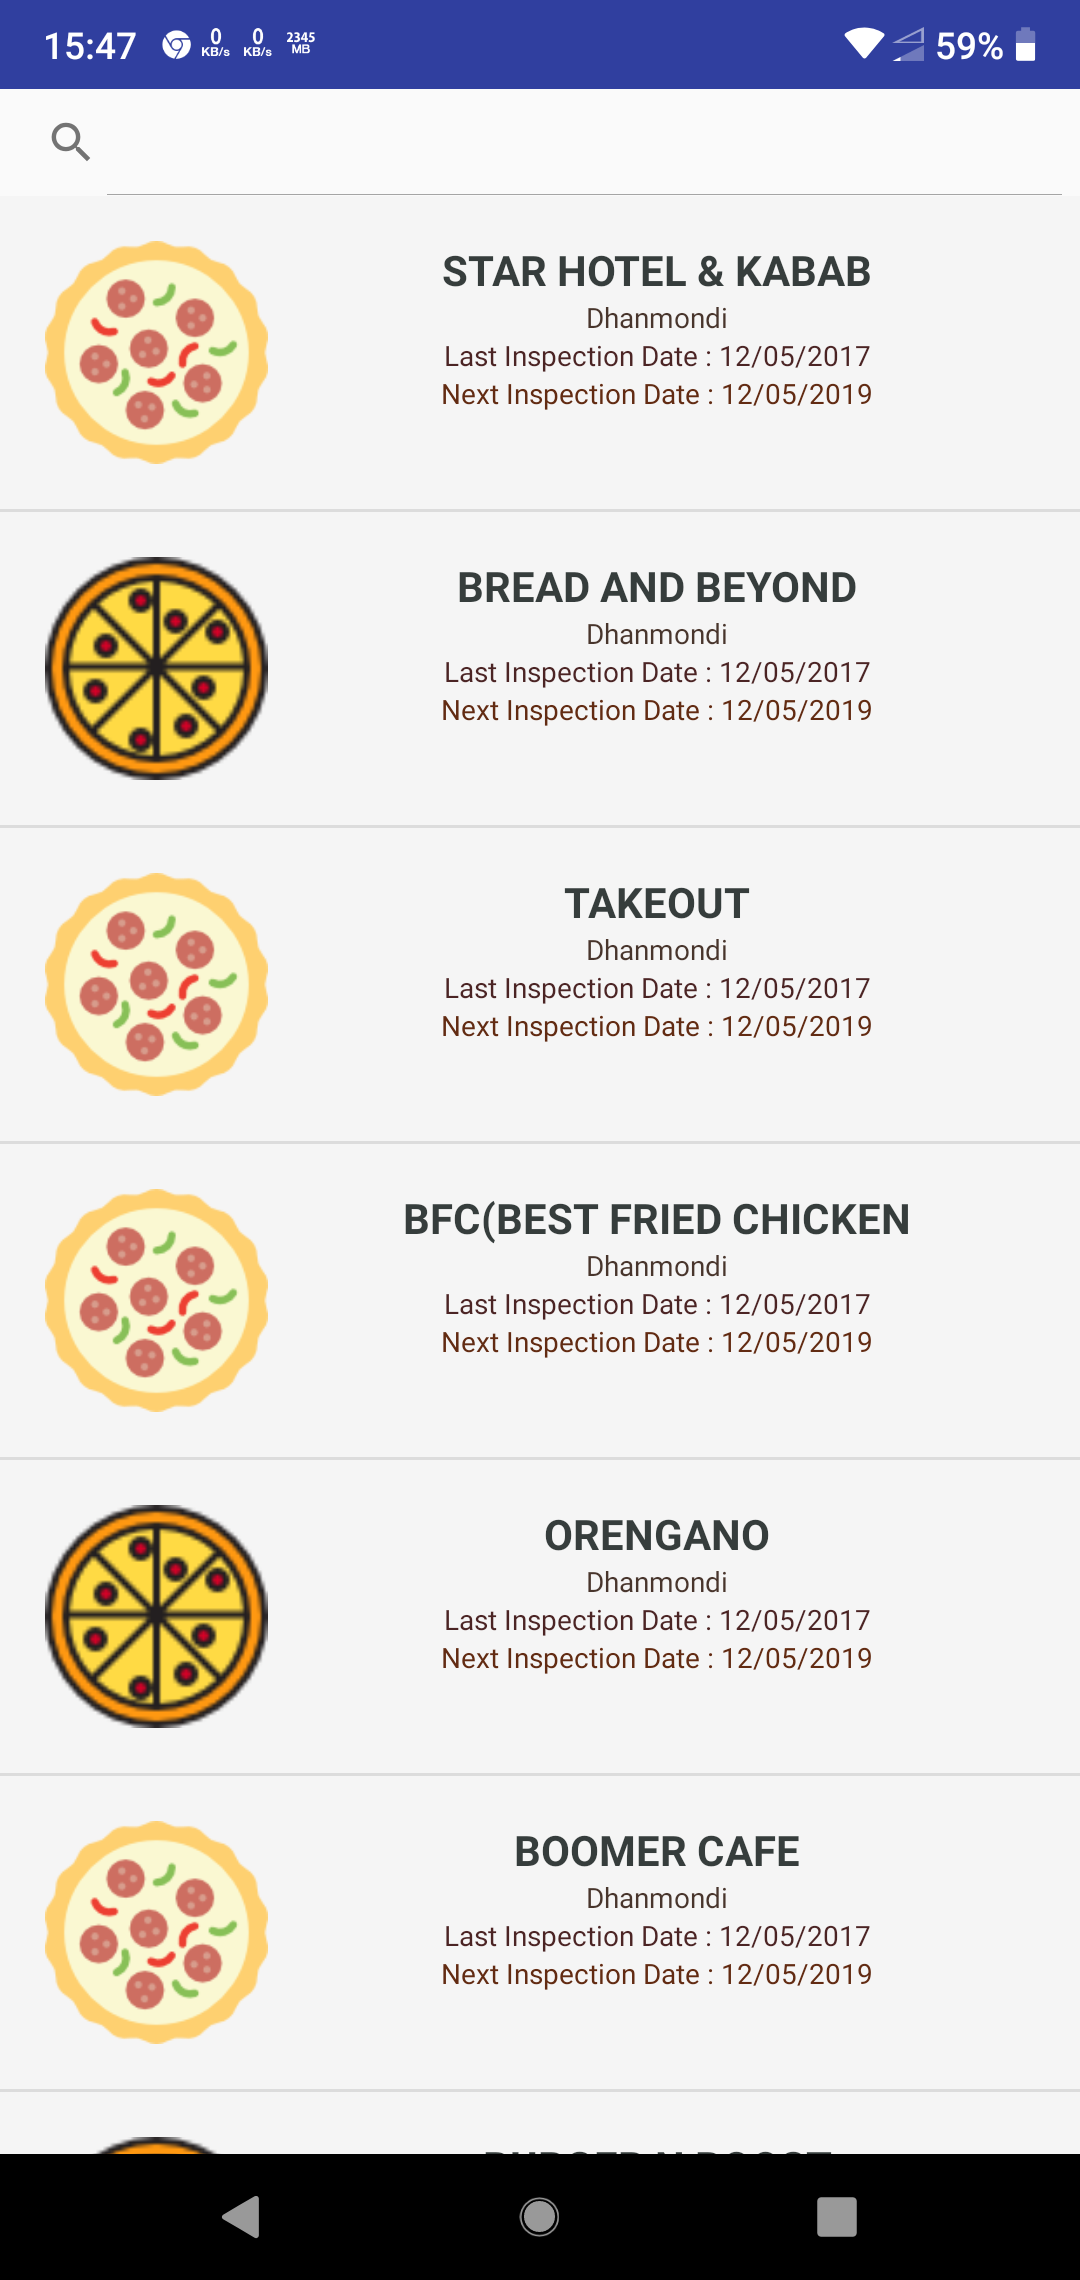 15:47 0 KB/s 0 KB/s 2345 MB 59%
STAR HOTEL & KABAB
Dhanmondi
Last Inspection Date : 12/05/2017
Next Inspection Date : 12/05/2019
BREAD AND BEYOND
Dhanmondi
Last Inspection Date : 12/05/2017
Next Inspection Date : 12/05/2019
TAKEOUT
Dhanmondi
Last Inspection Date : 12/05/2017
Next Inspection Date : 12/05/2019
BFC(BEST FRIED CHICKEN
Dhanmondi
Last Inspection Date : 12/05/2017
Next Inspection Date : 12/05/2019
ORENGANO
Dhanmondi
Last Inspection Date : 12/05/2017
Next Inspection Date : 12/05/2019
BOOMER CAFE
Dhanmondi
Last Inspection Date : 12/05/2017
Next Inspection Date : 12/05/2019